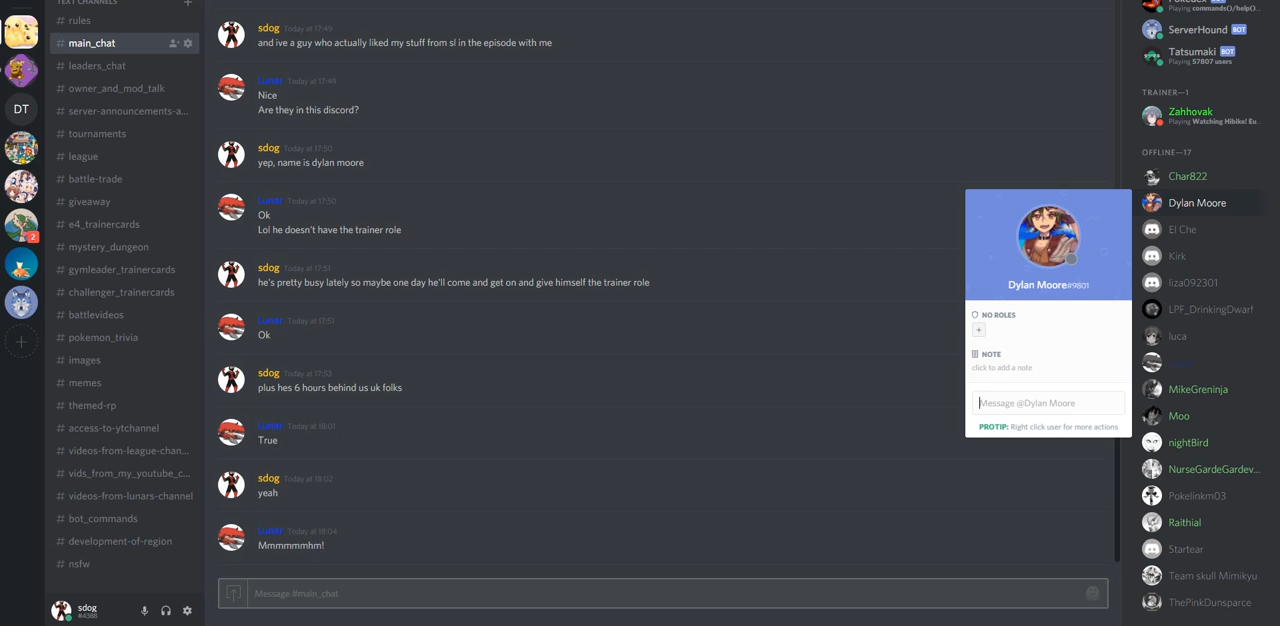 TEXT CHANNELS
+
# rules
# main_chat
# leaders_chat
# owner_and_mod_talk
# server-announcements-a...
# tournaments
# league
# battle-trade
# giveaway
# e4_trainercards
# mystery_dungeon
# gymleader_trainercards
# challenger_trainercards
# battlevideos
# pokemon_trivia
# images
# memes
# themed-rp
# access-to-ytchannel
# videos-from-league-chan...
# vids_from_my_youtube_c...
# videos-from-lunars-channel
# bot_commands
# development-of-region
# nsfw
DT
2
+
sdog
#4388
sdog Today at 17:49
and ive a guy who actually liked my stuff from sl in the episode with me
Lunar Today at 17:49
Nice
Are they in this discord?
sdog Today at 17:50
yep, name is dylan moore
Lunar Today at 17:50
Ok
Lol he doesn't have the trainer role
sdog Today at 17:51
he's pretty busy lately so maybe one day he'll come and get on and give himself the trainer role
Lunar Today at 17:51
Ok
sdog Today at 17:53
plus hes 6 hours behind us uk folks
Lunar Today at 18:01
True
sdog Today at 18:02
yeah
Lunar Today at 18:04
Mmmmmmhm!
Message #main_chat
Dylan Moore#9801
NO ROLES
+
NOTE
click to add a note
Message @Dylan Moore
PROTIP: Right click user for more actions
Pokedex BOT
Playing commands()/help()...
ServerHound BOT
Tatsumaki BOT
Playing 57807 users
TRAINER—1
Zahhovak
Playing Watching Hibike! Eu...
OFFLINE—17
Char822
Dylan Moore
El Che
Kirk
liza092301
LPF_DrinkingDwarf
luca
MikeGreninja
Moo
nightBird
NurseGardeGardev...
Pokelinkm03
Raithial
Startear
Team skull Mimikyu
ThePinkDunsparce